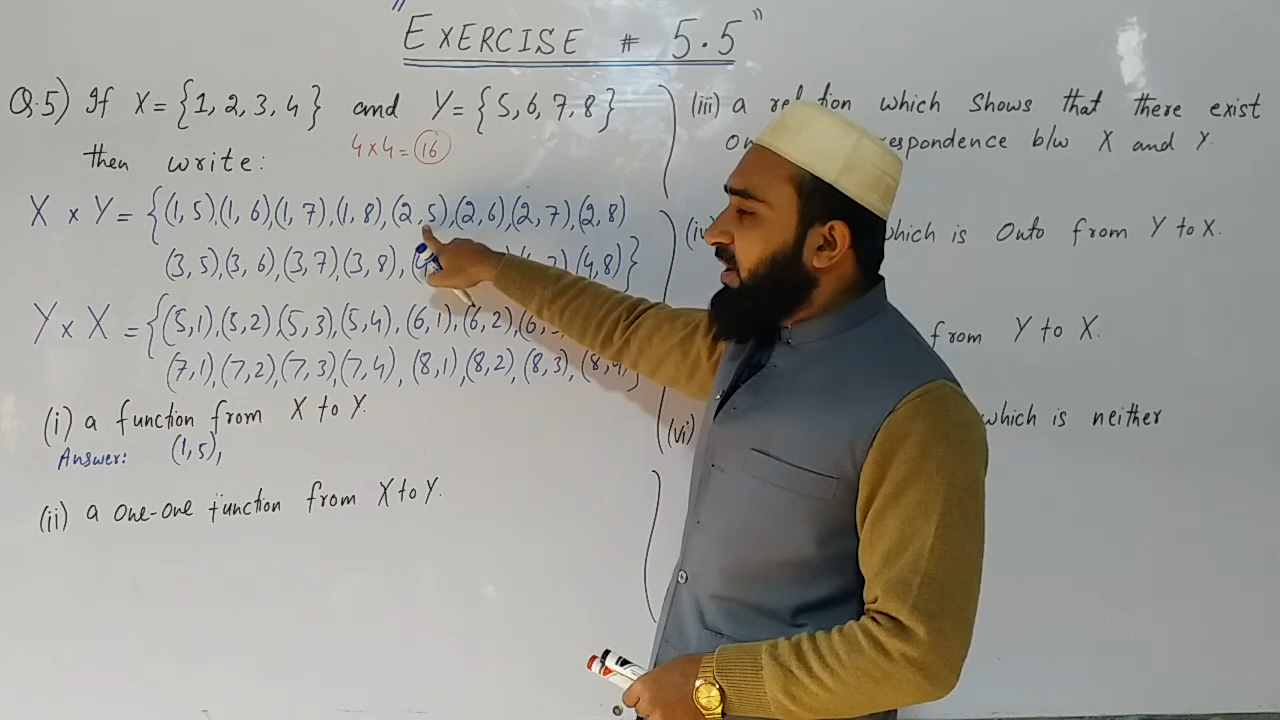 "EXERCISE # 5.5"
Q.5) If X = {1, 2, 3, 4} and Y = {5, 6, 7, 8}
then write: 4 × 4 = 16
X × Y = {(1, 5),(1, 6),(1, 7),(1, 8),(2, 5),(2, 6),(2, 7),(2, 8)
(3, 5),(3, 6),(3, 7),(3, 8),(4 (4,8)}
Y × X = {(5,1),(5,2),(5,3),(5,4),(6,1),(6,2),(6,
(7,1),(7,2),(7,3),(7,4),(8,1),(8,2),(8,3),(8,4,
(i) a function from X to Y.
Answer: (1,5),
(ii) a one-one function from X to Y.
(iii) a relation which shows that there exist
respondence b/w X and Y.
(iv) which is Onto from Y to X.
from Y to X.
(vi) which is neither